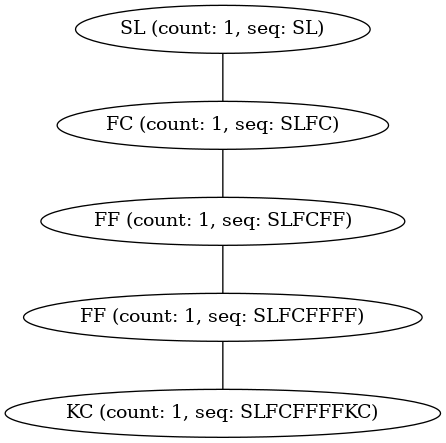 SL (count: 1, seq: SL)
FC (count: 1, seq: SLFC)
FF (count: 1, seq: SLFCFF)
FF (count: 1, seq: SLFCFFFF)
KC (count: 1, seq: SLFCFFFFKC)